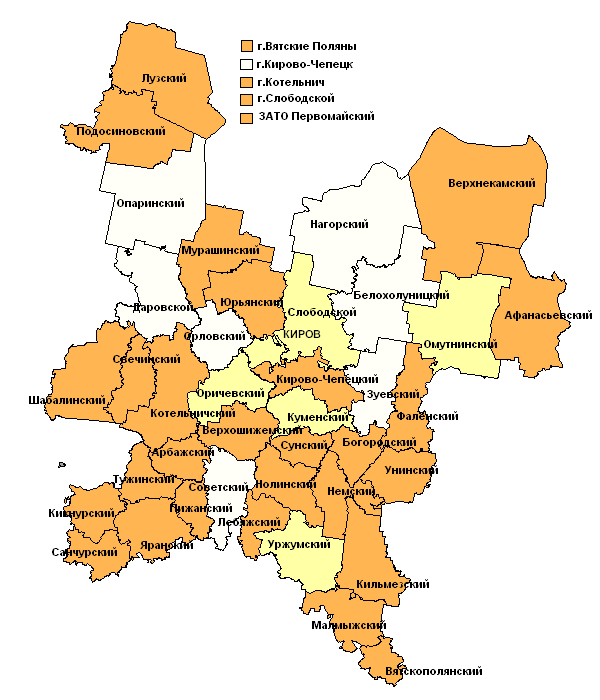 г.Вятские Поляны
г.Кирово-Чепецк
г.Котельнич
г.Слободской
ЗАТО Первомайский
Лузский
Подосиновский
Верхнекамский
Опаринский
Нагорский
Мурашинский
Белохолуницкий
Юрьянский
Даровской
Слободской
Афанасьевский
Орловский
КИРОВ
Омутнинский
Свечинский
Кирово-Чепецкий
Оричевский
Зуевский
Шабалинский
Котельничский
Куменский
Фаленский
Верхошижемский
Богородский
Сунский
Арбажский
Унинский
Тужинский
Советский
Нолинский
Немский
Кикнурский
Пижанский
Лебяжский
Яранский
Уржумский
Санчурский
Кильмезский
Малмыжский
Вятскополянский